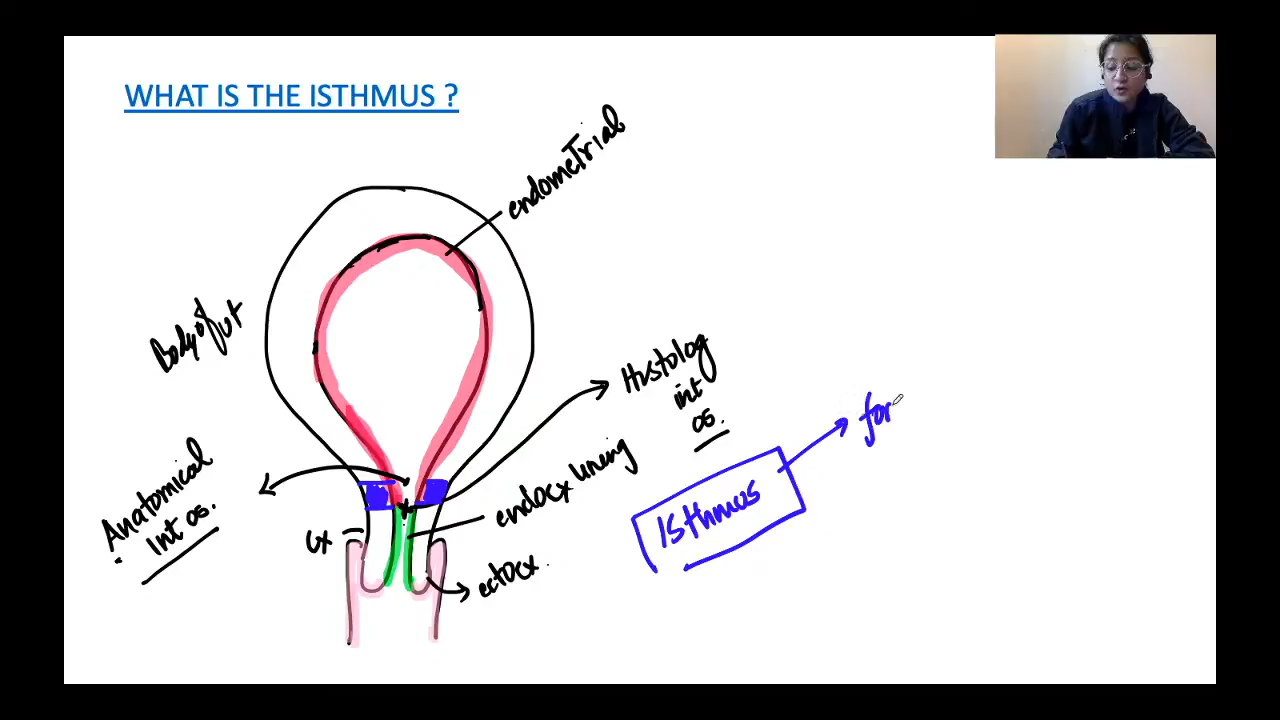 WHAT IS THE ISTHMUS ?
endometrial
Body of ut
Histolog
int
os.
Anatomical
int os.
endocx lining
Isthmus
for
Cx
ectocx.